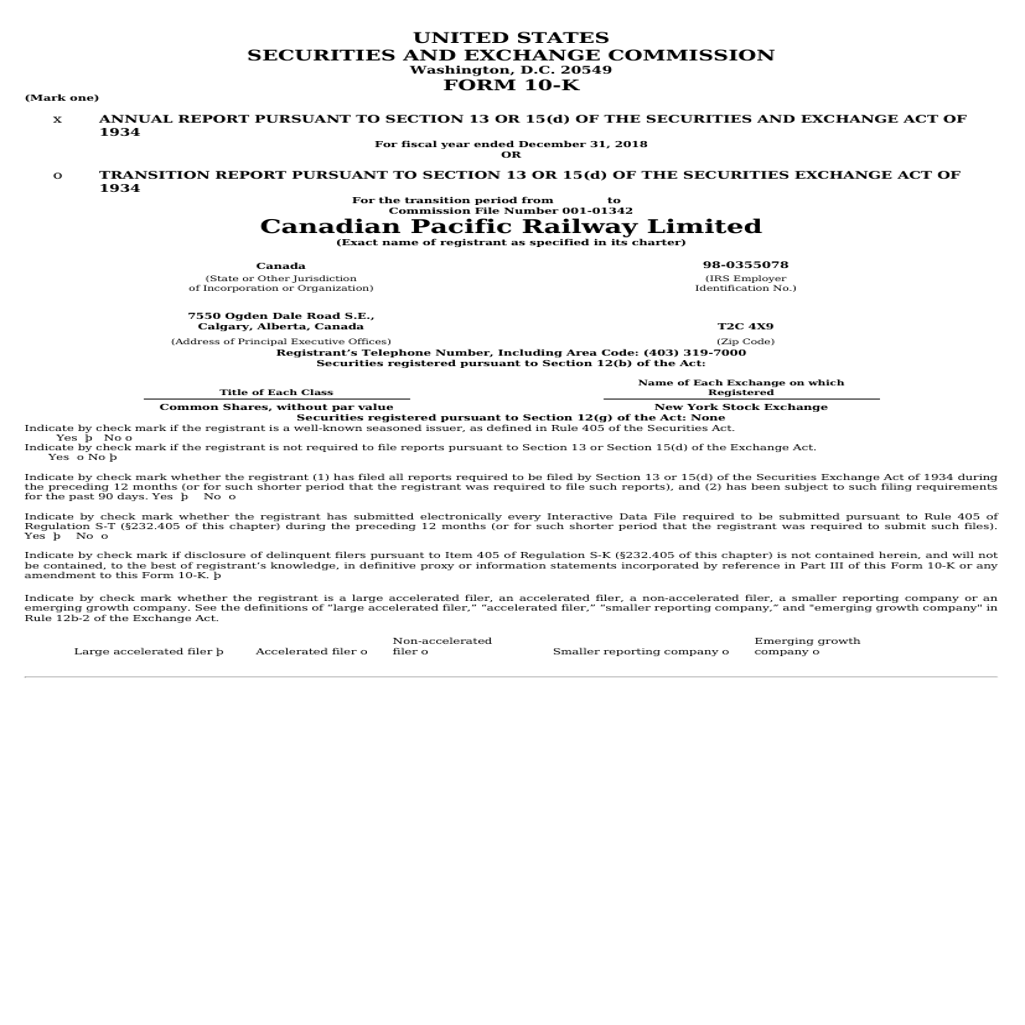 UNITED STATES
SECURITIES AND EXCHANGE COMMISSION
Washington, D.C. 20549
FORM 10-K
(Mark one)
x ANNUAL REPORT PURSUANT TO SECTION 13 OR 15(d) OF THE SECURITIES AND EXCHANGE ACT OF
1934
For fiscal year ended December 31, 2018
OR
o TRANSITION REPORT PURSUANT TO SECTION 13 OR 15(d) OF THE SECURITIES EXCHANGE ACT OF
1934
For the transition period from to
Commission File Number 001-01342
Canadian Pacific Railway Limited
(Exact name of registrant as specified in its charter)
Canada 98-0355078
(State or Other Jurisdiction (IRS Employer
of Incorporation or Organization) Identification No.)
7550 Ogden Dale Road S.E.,
Calgary, Alberta, Canada T2C 4X9
(Address of Principal Executive Offices) (Zip Code)
Registrant's Telephone Number, Including Area Code: (403) 319-7000
Securities registered pursuant to Section 12(b) of the Act:
Name of Each Exchange on which
Title of Each Class Registered
Common Shares, without par value New York Stock Exchange
Securities registered pursuant to Section 12(g) of the Act: None
Indicate by check mark if the registrant is a well-known seasoned issuer, as defined in Rule 405 of the Securities Act.
Yes þ No o
Indicate by check mark if the registrant is not required to file reports pursuant to Section 13 or Section 15(d) of the Exchange Act.
Yes o No þ
Indicate by check mark whether the registrant (1) has filed all reports required to be filed by Section 13 or 15(d) of the Securities Exchange Act of 1934 during
the preceding 12 months (or for such shorter period that the registrant was required to file such reports), and (2) has been subject to such filing requirements
for the past 90 days. Yes þ No o
Indicate by check mark whether the registrant has submitted electronically every Interactive Data File required to be submitted pursuant to Rule 405 of
Regulation S-T (§232.405 of this chapter) during the preceding 12 months (or for such shorter period that the registrant was required to submit such files).
Yes þ No o
Indicate by check mark if disclosure of delinquent filers pursuant to Item 405 of Regulation S-K (§232.405 of this chapter) is not contained herein, and will not
be contained, to the best of registrant's knowledge, in definitive proxy or information statements incorporated by reference in Part III of this Form 10-K or any
amendment to this Form 10-K. þ
Indicate by check mark whether the registrant is a large accelerated filer, an accelerated filer, a non-accelerated filer, a smaller reporting company or an
emerging growth company. See the definitions of "large accelerated filer," "accelerated filer," "smaller reporting company," and "emerging growth company" in
Rule 12b-2 of the Exchange Act.
Non-accelerated Emerging growth
Large accelerated filer þ Accelerated filer o filer o Smaller reporting company o company o